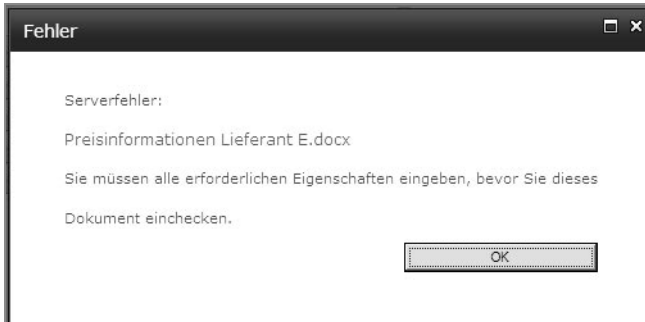 Fehler
Serverfehler:
Preisinformationen Lieferant E.docx
Sie müssen alle erforderlichen Eigenschaften eingeben, bevor Sie dieses
Dokument einchecken.
OK